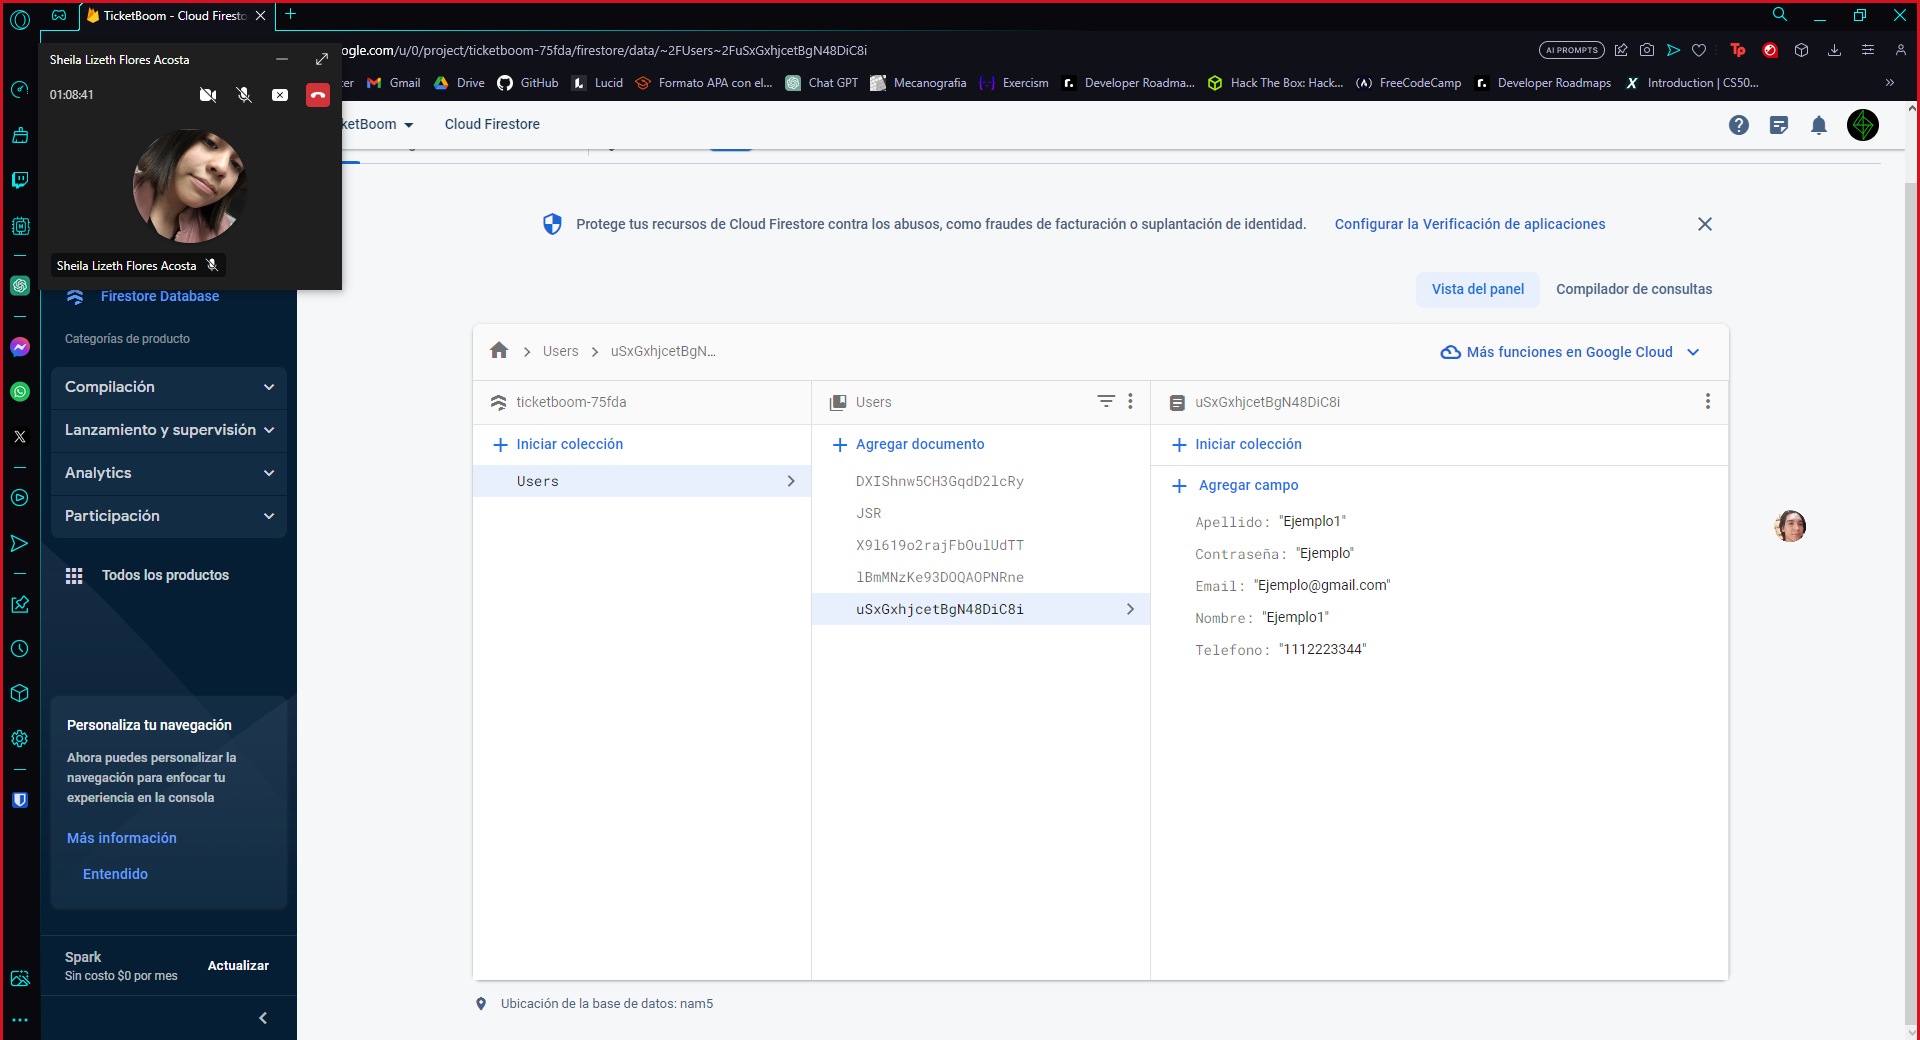 TicketBoom - Cloud Firesto
Sheila Lizeth Flores Acosta
01:08:41
Sheila Lizeth Flores Acosta
ogle.com/u/0/project/ticketboom-75fda/firestore/data/~2FUsers~2FuSxGxhjcetBgN48DiC8i
AI PROMPTS
ter
Gmail
Drive
GitHub
Lucid
Formato APA con el...
Chat GPT
Mecanografia
Exercism
Developer Roadma...
Hack The Box: Hack...
FreeCodeCamp
Developer Roadmaps
Introduction | CS50...
ketBoom
Cloud Firestore
Protege tus recursos de Cloud Firestore contra los abusos, como fraudes de facturación o suplantación de identidad.
Configurar la Verificación de aplicaciones
Vista del panel
Compilador de consultas
Firestore Database
Categorías de producto
Compilación
Lanzamiento y supervisión
Analytics
Participación
Todos los productos
Personaliza tu navegación
Ahora puedes personalizar la
navegación para enfocar tu
experiencia en la consola
Más información
Entendido
Spark
Sin costo $0 por mes
Actualizar
Users
uSxGxhjcetBgN...
Más funciones en Google Cloud
ticketboom-75fda
Iniciar colección
Users
Users
Agregar documento
DXIShnw5CH3GqdD2lcRy
JSR
X9l619o2rajFbOulUdTT
lBmMNzKe93DOQAOPNRne
uSxGxhjcetBgN48DiC8i
uSxGxhjcetBgN48DiC8i
Iniciar colección
Agregar campo
Apellido: "Ejemplo1"
Contraseña: "Ejemplo"
Email: "Ejemplo@gmail.com"
Nombre: "Ejemplo1"
Telefono: "1112223344"
Ubicación de la base de datos: nam5